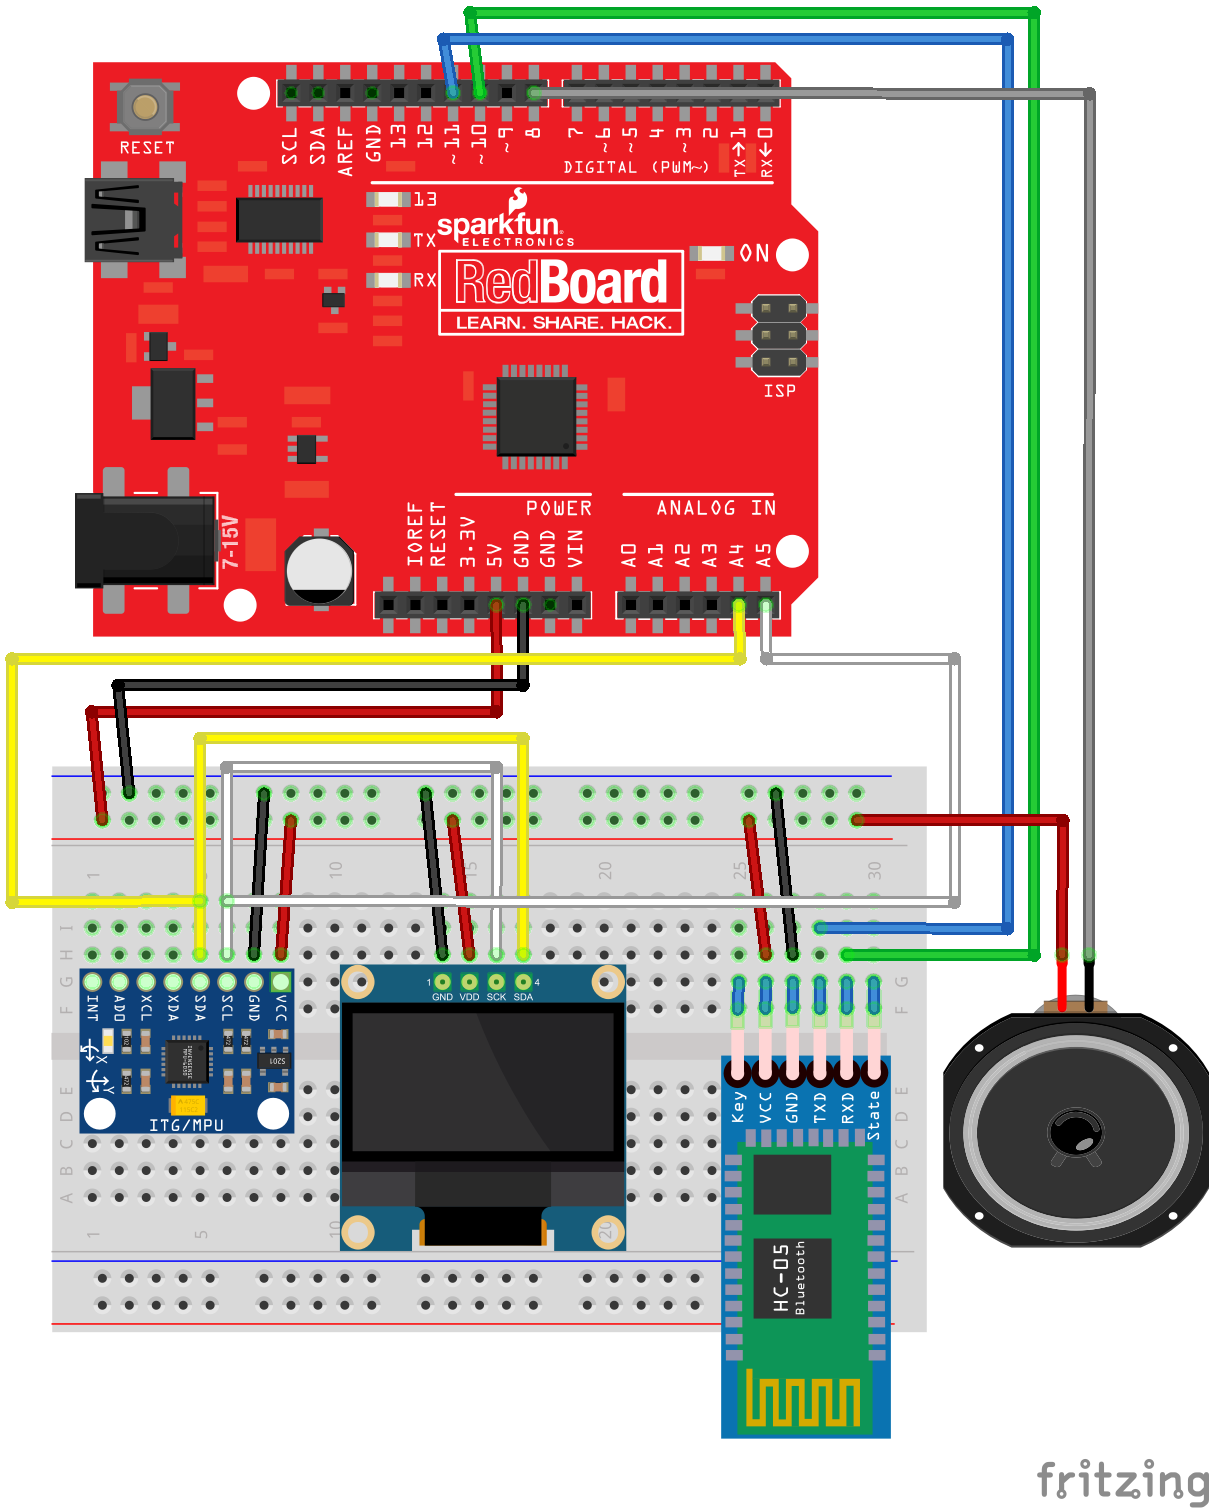 RESET
SCL
SDA
AREF
GND
13
12
~11
~10
~9
8
7
~6
~5
4
~3
2
TX→1
RX←0
DIGITAL (PWM~)
13
TX
RX
sparkfun
ELECTRONICS
RedBoard
LEARN. SHARE. HACK.
ON
ISP
7-15V
POWER
ANALOG IN
IOREF
RESET
3.3V
5V
GND
GND
VIN
A0
A1
A2
A3
A4
A5
1
10
15
20
25
30
I
H
G
F
E
D
C
B
A
I
H
G
F
E
D
C
B
A
INT
ADO
XCL
XDA
SDA
SCL
GND
VCC
X
Y
ITG/MPU
1
4
GND
VDD
SCK
SDA
Key
VCC
GND
TXD
RXD
State
HC-05
Bluetooth
1
5
10
20
fritzing